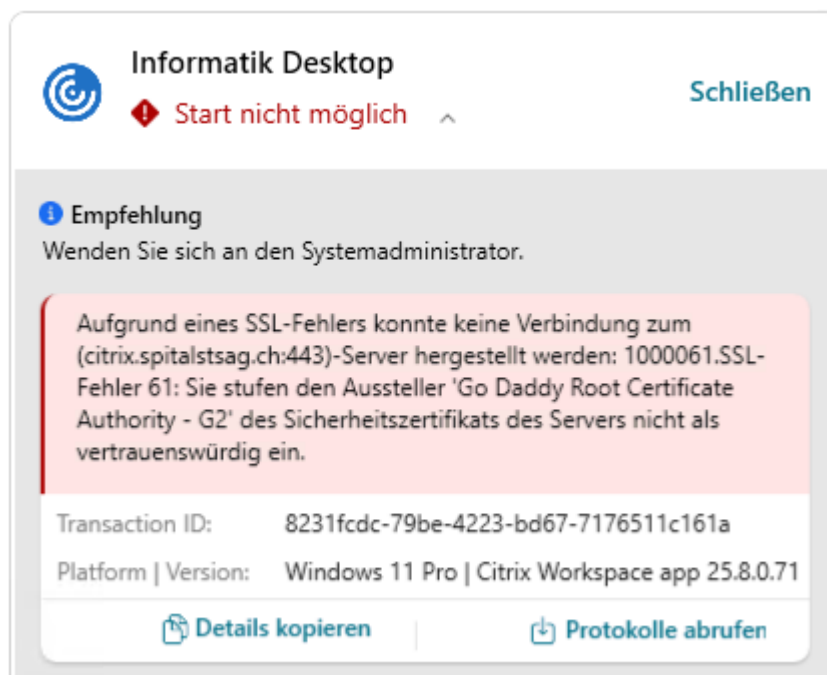 Informatik Desktop
Start nicht möglich
Schließen
Empfehlung
Wenden Sie sich an den Systemadministrator.
Aufgrund eines SSL-Fehlers konnte keine Verbindung zum
(citrix.spitalstsag.ch:443)-Server hergestellt werden: 1000061.SSL-
Fehler 61: Sie stufen den Aussteller 'Go Daddy Root Certificate
Authority - G2' des Sicherheitszertifikats des Servers nicht als
vertrauenswürdig ein.
Transaction ID: 8231fcdc-79be-4223-bd67-7176511c161a
Platform | Version: Windows 11 Pro | Citrix Workspace app 25.8.0.71
Details kopieren
Protokolle abrufen